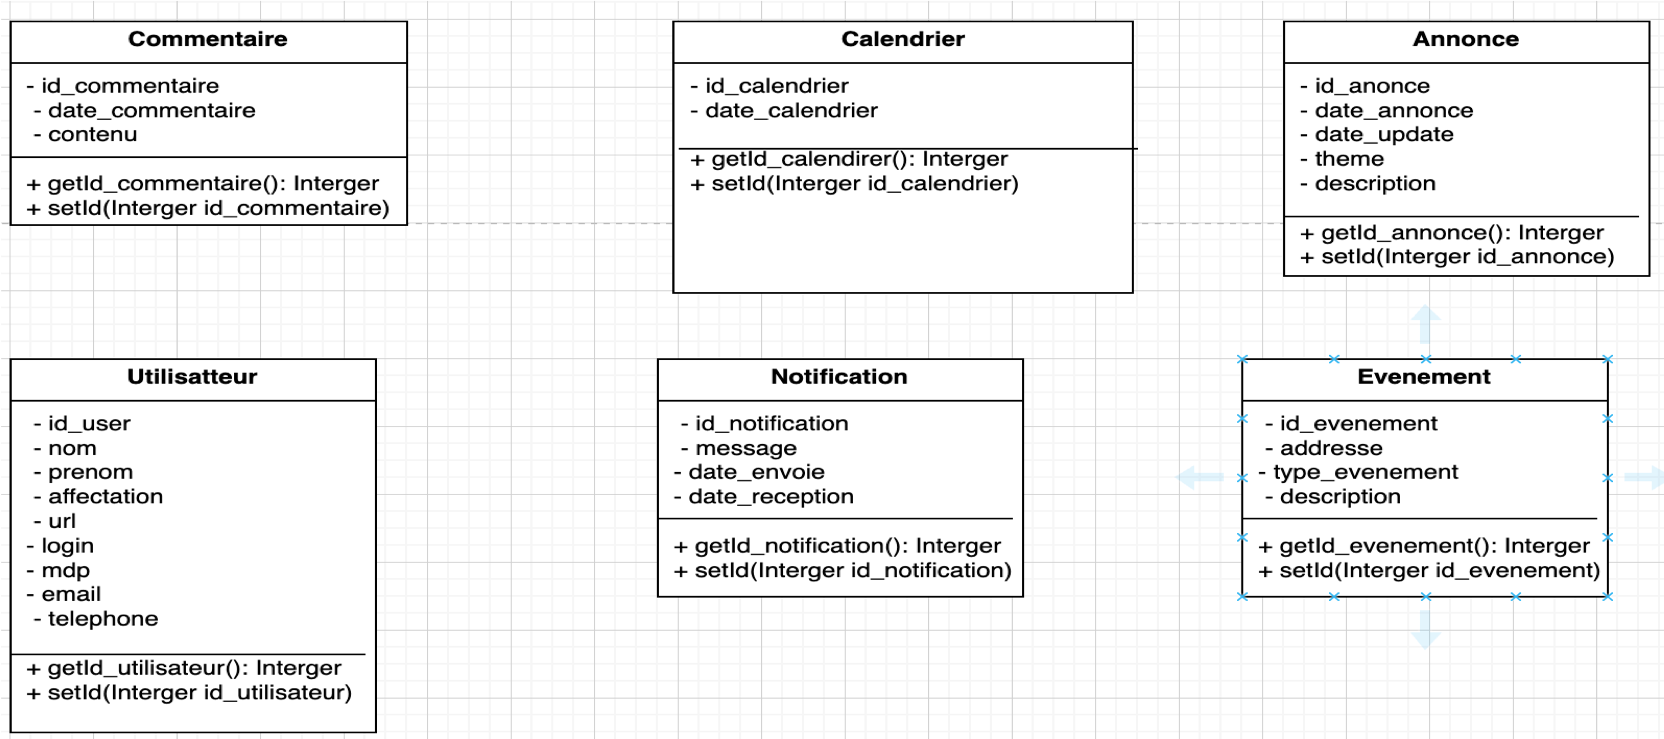 Commentaire
- id_commentaire
- date_commentaire
- contenu
+ getId_commentaire(): Interger
+ setId(Interger id_commentaire)
Calendrier
- id_calendrier
- date_calendrier
+ getId_calendirer(): Interger
+ setId(Interger id_calendrier)
Annonce
- id_anonce
- date_annonce
- date_update
- theme
- description
+ getId_annonce(): Interger
+ setId(Interger id_annonce)
Utilisatteur
- id_user
- nom
- prenom
- affectation
- url
- login
- mdp
- email
- telephone
+ getId_utilisateur(): Interger
+ setId(Interger id_utilisateur)
Notification
- id_notification
- message
- date_envoie
- date_reception
+ getId_notification(): Interger
+ setId(Interger id_notification)
Evenement
- id_evenement
- addresse
- type_evenement
- description
+ getId_evenement(): Interger
+ setId(Interger id_evenement)